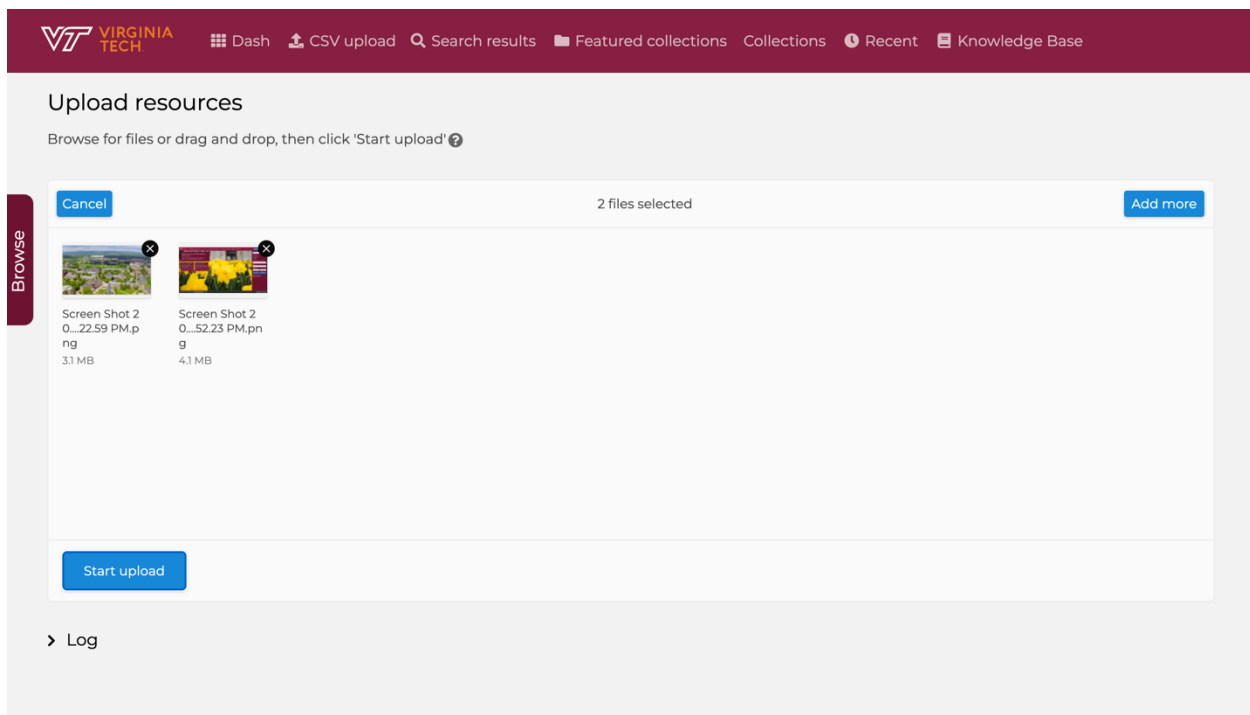 VT VIRGINIA
TECH
Dash CSV upload Search results Featured collections Collections Recent Knowledge Base
Upload resources
Browse for files or drag and drop, then click 'Start upload'
Browse
Cancel 2 files selected Add more
Screen Shot 2
0....22.59 PM.p
ng
3.1 MB
Screen Shot 2
0....52.23 PM.pn
g
4.1 MB
Start upload
Log